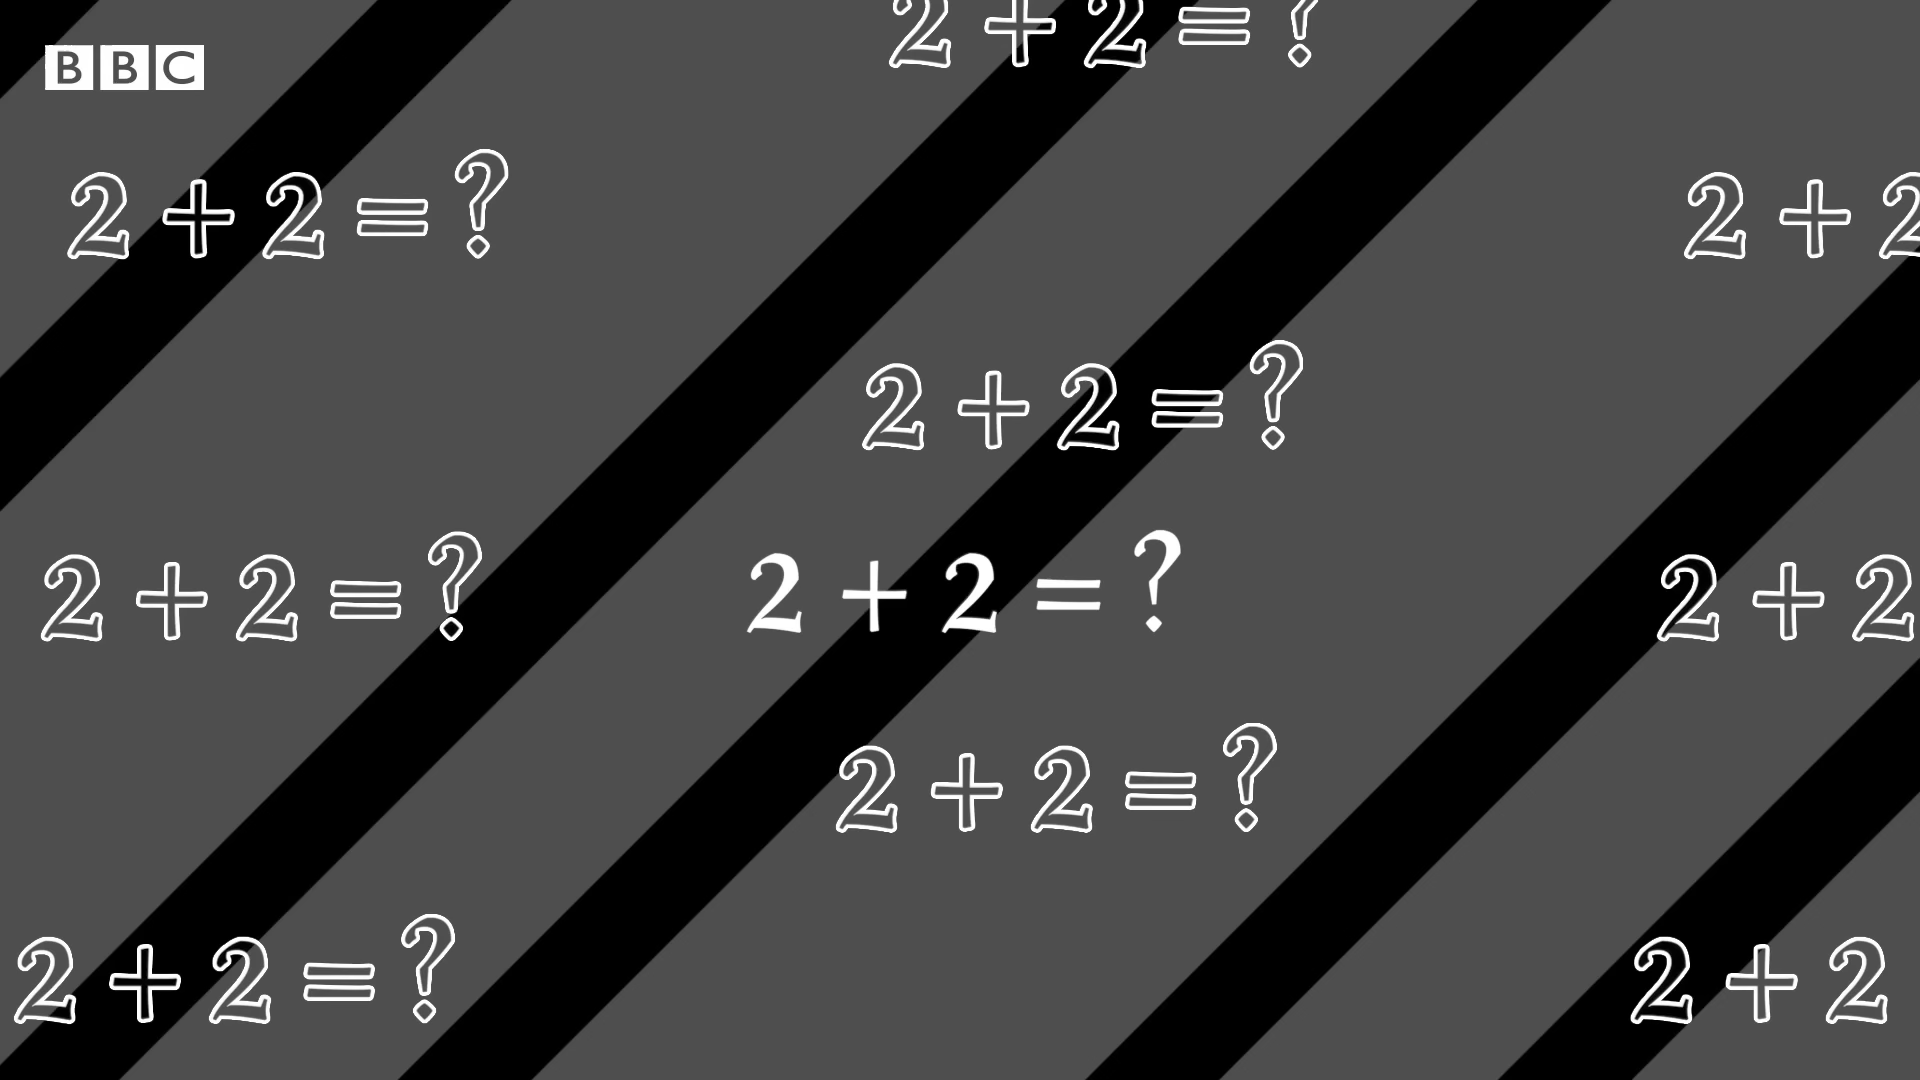 2 + 2 = ?
BBC
2 + 2 = ?
2 + 2
2 + 2 = ?
2 + 2 = ?
2 + 2 = ?
2 + 2
2 + 2 = ?
2 + 2 = ?
2 + 2